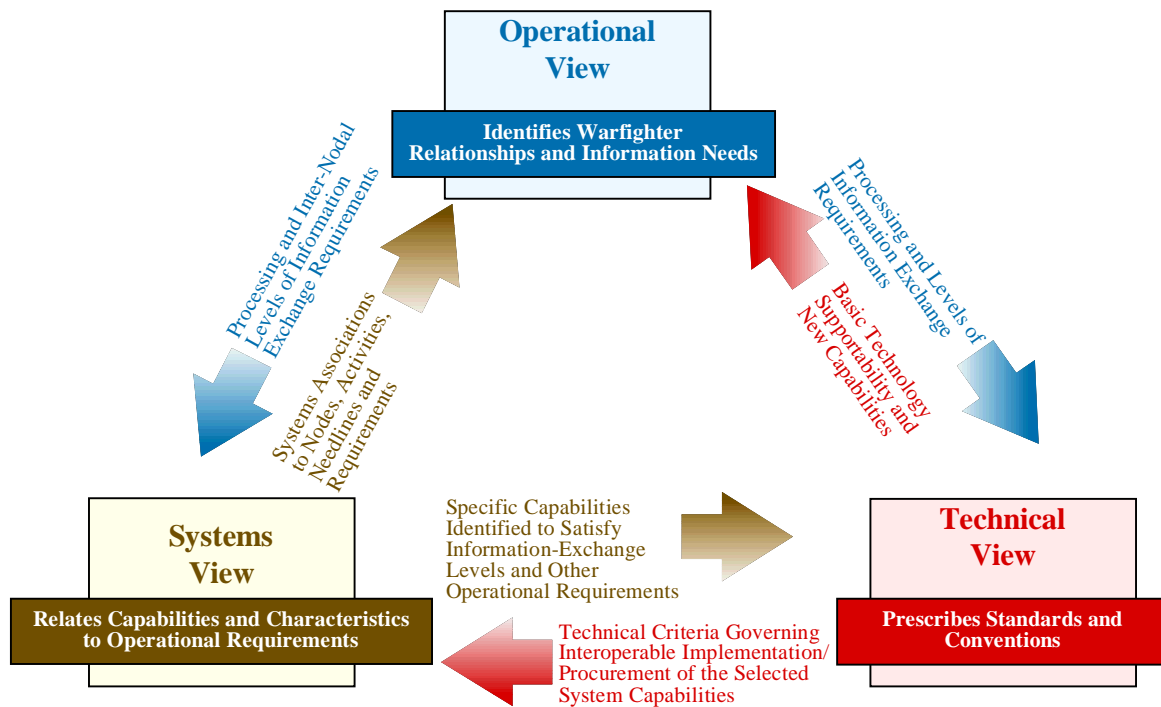 Operational
View
Identifies Warfighter
Relationships and Information Needs
Processing and Inter-Nodal
Levels of Information
Exchange Requirements
Systems Associations
to Nodes, Activities,
Needlines and
Requirements
Processing and Levels of
Information Exchange
Requirements
Basic Technology
Supportability and
New Capabilities
Systems
View
Relates Capabilities and Characteristics
to Operational Requirements
Specific Capabilities
Identified to Satisfy
Information-Exchange
Levels and Other
Operational Requirements
Technical Criteria Governing
Interoperable Implementation/
Procurement of the Selected
System Capabilities
Technical
View
Prescribes Standards and
Conventions